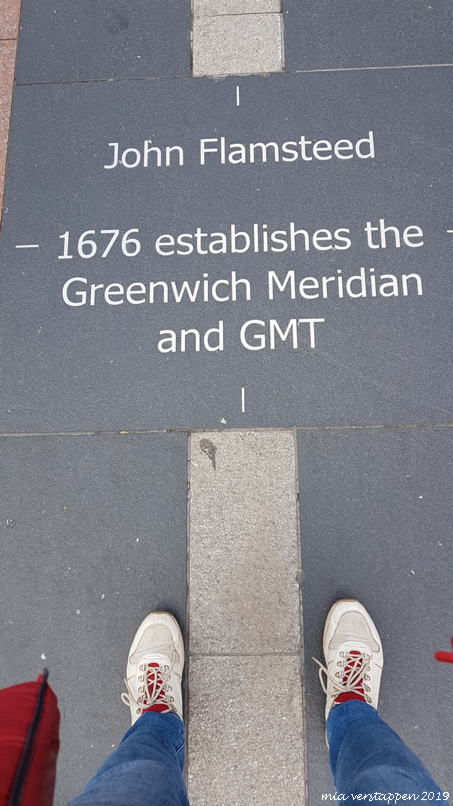 John Flamsteed
1676 establishes the
Greenwich Meridian
and GMT
mia verstappen 2019